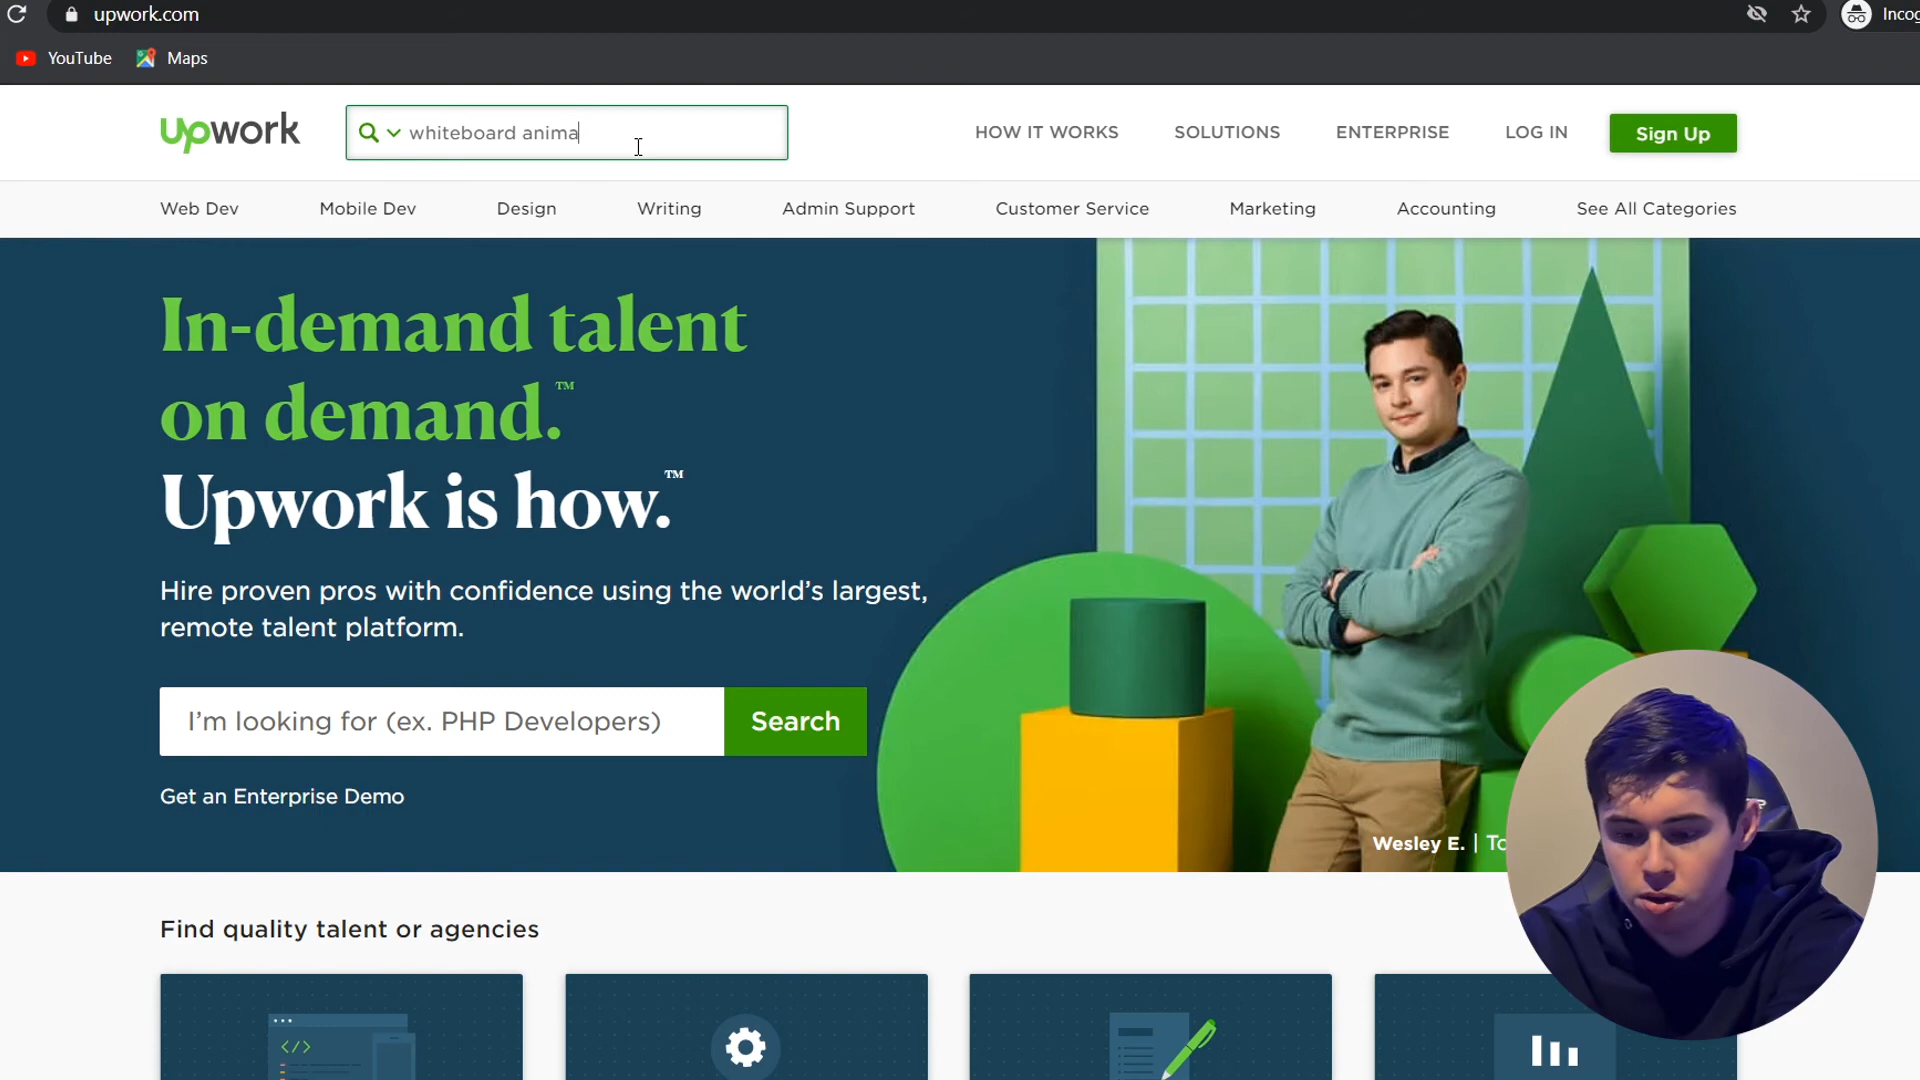 upwork.com
Incog
YouTube
Maps
upwork
whiteboard anima
HOW IT WORKS
SOLUTIONS
ENTERPRISE
LOG IN
Sign Up
Web Dev
Mobile Dev
Design
Writing
Admin Support
Customer Service
Marketing
Accounting
See All Categories
In-demand talent
on demand.™
Upwork is how.™
Hire proven pros with confidence using the world's largest,
remote talent platform.
I'm looking for (ex. PHP Developers)
Search
Get an Enterprise Demo
Wesley E. | To
Find quality talent or agencies
</>